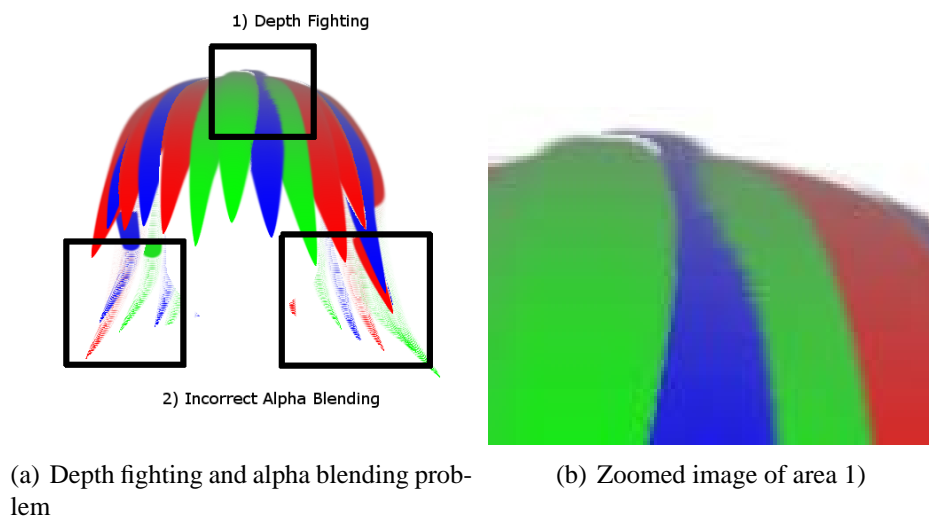 1) Depth Fighting
2) Incorrect Alpha Blending
(a) Depth fighting and alpha blending prob-
lem
(b) Zoomed image of area 1)